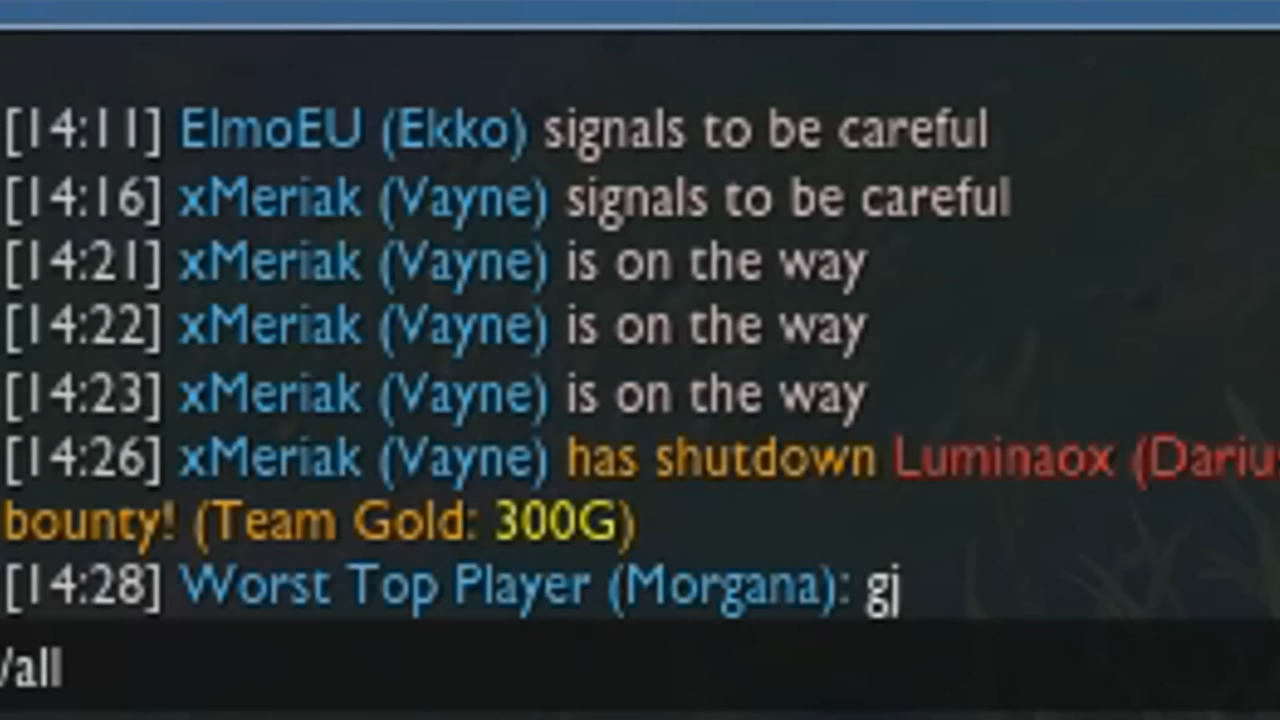 [14:11] ElmoEU (Ekko) signals to be careful
[14:16] xMeriak (Vayne) signals to be careful
[14:21] xMeriak (Vayne) is on the way
[14:22] xMeriak (Vayne) is on the way
[14:23] xMeriak (Vayne) is on the way
[14:26] xMeriak (Vayne) has shutdown Luminaox (Darius
bounty! (Team Gold: 300G)
[14:28] Worst Top Player (Morgana): gj
/all